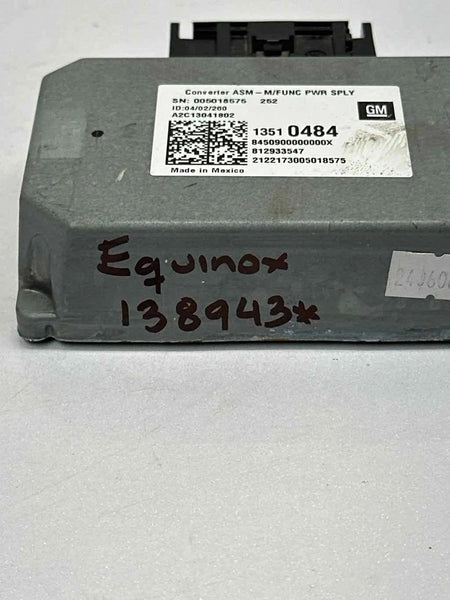 Converter ASM – M/FUNC PWR SPLY
SN: 005018575 252
ID:04/02/260
A2C13041802
GM
1351 0484
8450900000000X
812933547
2122173005018575
Made in Mexico
Equinox
138943*